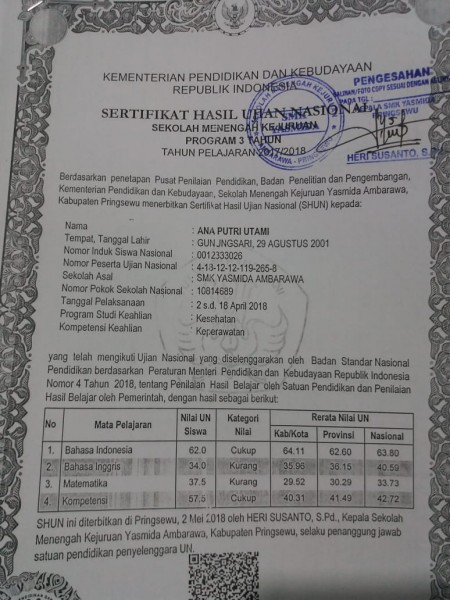 KEMENTERIAN PENDIDIKAN DAN KEBUDAYAAN
REPUBLIK INDONESIA
PENGESAHAN
SALINAN/FOTO COPY SESUAI DENGAN
PADA TGL :
KEPALA SMK YASMIDA
PRINGSEWU
HERI SUSANTO, S.Pd
SERTIFIKAT HASIL UJIAN NASIONAL
SEKOLAH MENENGAH KEJURUAN
PROGRAM 3 TAHUN
TAHUN PELAJARAN 2017/2018
Berdasarkan penetapan Pusat Penilaian Pendidikan, Badan Penelitian dan Pengembangan,
Kementerian Pendidikan dan Kebudayaan, Sekolah Menengah Kejuruan Yasmida Ambarawa,
Kabupaten Pringsewu menerbitkan Sertifikat Hasil Ujian Nasional (SHUN) kepada:
Nama : ANA PUTRI UTAMI
Tempat, Tanggal Lahir : GUNUNGSARI, 29 AGUSTUS 2001
Nomor Induk Siswa Nasional : 0012333026
Nomor Peserta Ujian Nasional : 4-13-12-12-119-265-8
Sekolah Asal : SMK YASMIDA AMBARAWA
Nomor Pokok Sekolah Nasional : 10814689
Tanggal Pelaksanaan : 2 s.d. 18 April 2018
Program Studi Keahlian : Kesehatan
Kompetensi Keahlian : Keperawatan
yang telah mengikuti Ujian Nasional yang diselenggarakan oleh Badan Standar Nasional
Pendidikan berdasarkan Peraturan Menteri Pendidikan dan Kebudayaan Republik Indonesia
Nomor 4 Tahun 2018, tentang Penilaian Hasil Belajar oleh Satuan Pendidikan dan Penilaian
Hasil Belajar oleh Pemerintah, dengan hasil sebagai berikut:
No Mata Pelajaran Nilai UN Siswa Kategori Nilai Rerata Nilai UN
Kab/Kota Provinsi Nasional
1. Bahasa Indonesia 62.0 Cukup 64.11 62.60 63.80
2. Bahasa Inggris 34.0 Kurang 35.96 36.15 40.59
3. Matematika 37.5 Kurang 29.52 30.29 33.73
4. Kompetensi 57.5 Cukup 40.31 41.49 42.72
SHUN ini diterbitkan di Pringsewu, 2 Mei 2018 oleh HERI SUSANTO, S.Pd., Kepala Sekolah
Menengah Kejuruan Yasmida Ambarawa, Kabupaten Pringsewu, selaku penanggung jawab
satuan pendidikan penyelenggara UN.